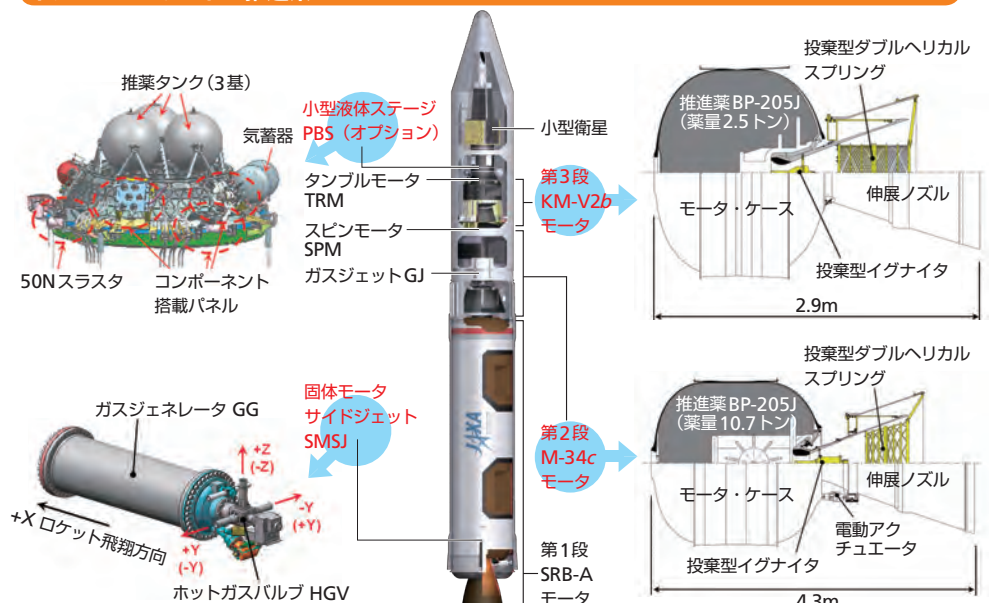 推薬タンク(3基)
気蓄器
50Nスラスタ
コンポーネント
搭載パネル
小型液体ステージ
PBS(オプション)
タンブルモータ
TRM
スピンモータ
SPM
ガスジェットGJ
小型衛星
第3段
KM-V2b
モータ
投棄型ダブルヘリカル
スプリング
推進薬BP-205J
(薬量2.5トン)
モータ・ケース
伸展ノズル
投棄型イグナイタ
2.9m
ガスジェネレータ GG
+Z
(-Z)
-Y
(+Y)
+Y
(-Y)
+X ロケット飛翔方向
ホットガスバルブ HGV
固体モータ
サイドジェット
SMSJ
JAXA
第2段
M-34c
モータ
第1段
SRB-A
モータ
投棄型ダブルヘリカル
スプリング
推進薬BP-205J
(薬量10.7トン)
モータ・ケース
伸展ノズル
電動アク
チュエータ
投棄型イグナイタ
4.3m